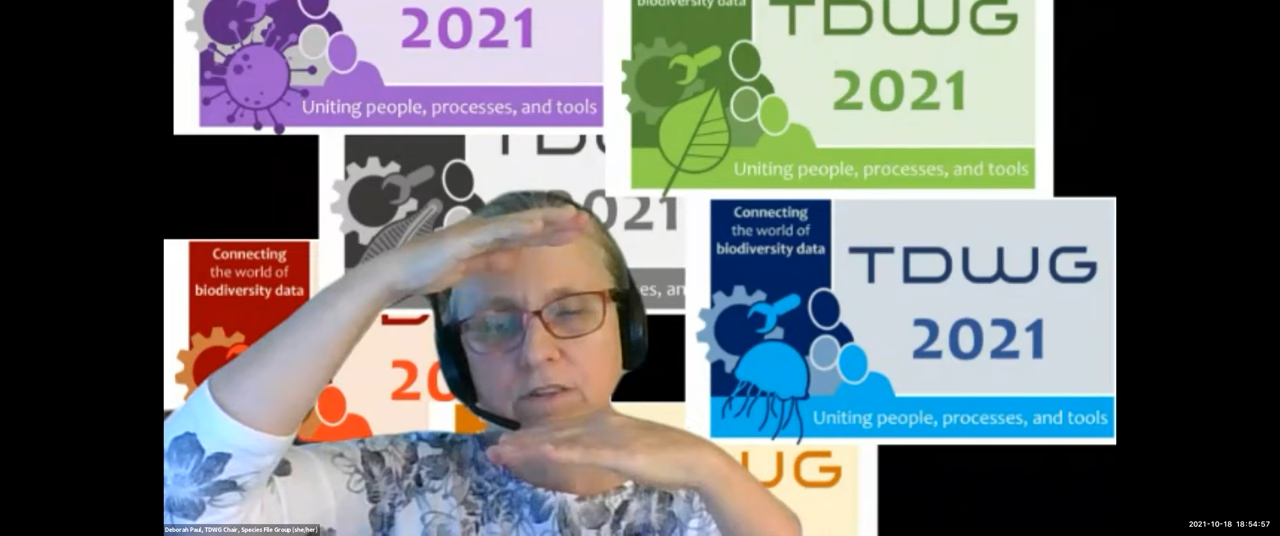 2021
Uniting people, processes, and tools
biodiversity data
TDWG
2021
Uniting people, processes, and tools
2021
Connecting
the world of
biodiversity data
Connecting
the world of
biodiversity data
TDWG
2021
Uniting people, processes, and tools
Deborah Paul, TDWG Chair, Species File Group (she/her)
2021-10-18 18:54:57